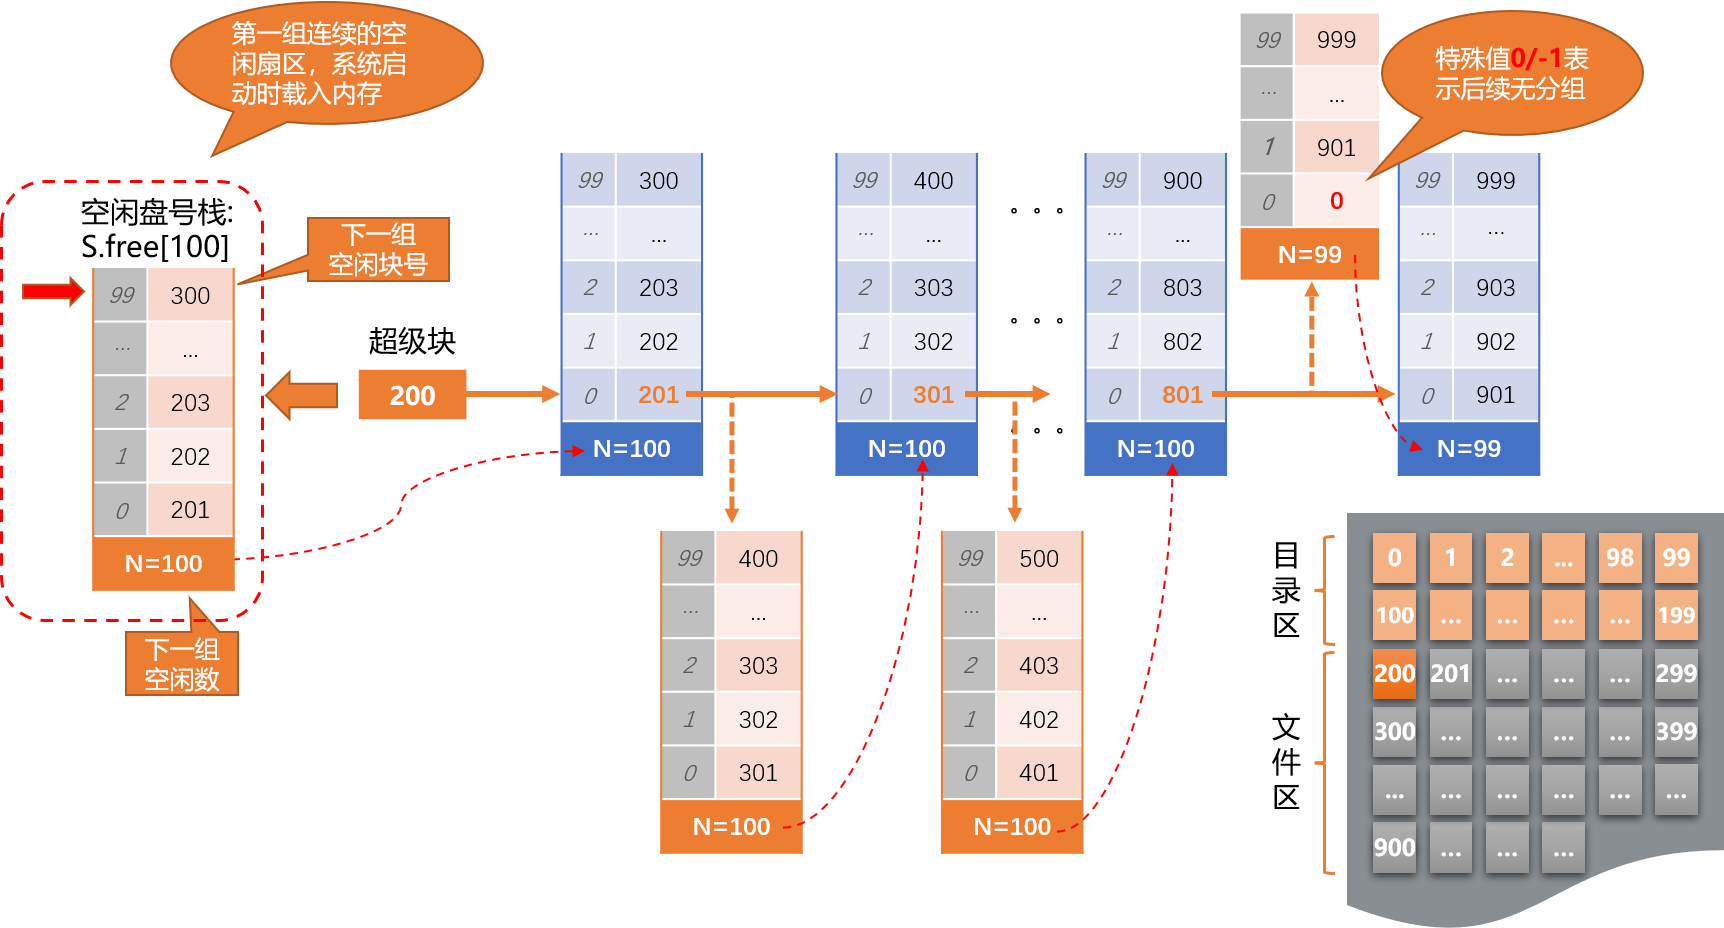 第一组连续的空
闲扇区，系统启
动时载入内存
空闲盘号栈:
S.free[100]
99 300
... ...
2 203
1 202
0 201
N=100
下一组
空闲块号
下一组
空闲数
超级块
200
99 300
... ...
2 203
1 202
0 201
N=100
99 400
... ...
2 303
1 302
0 301
N=100
99 400
... ...
2 303
1 302
0 301
N=100
99 500
... ...
2 403
1 402
0 401
N=100
。。。
。。。
。。。
99 900
... ...
2 803
1 802
0 801
N=100
99 999
... ...
1 901
0 0
N=99
特殊值0/-1表
示后续无分组
99 999
... ...
2 903
1 902
0 901
N=99
目
录
区
0 1 2 ... 98 99
100 ... ... ... ... 199
文
件
区
200 201 ... ... ... 299
300 ... ... ... ... 399
... ... ... ... ... ...
900 ... ... ...